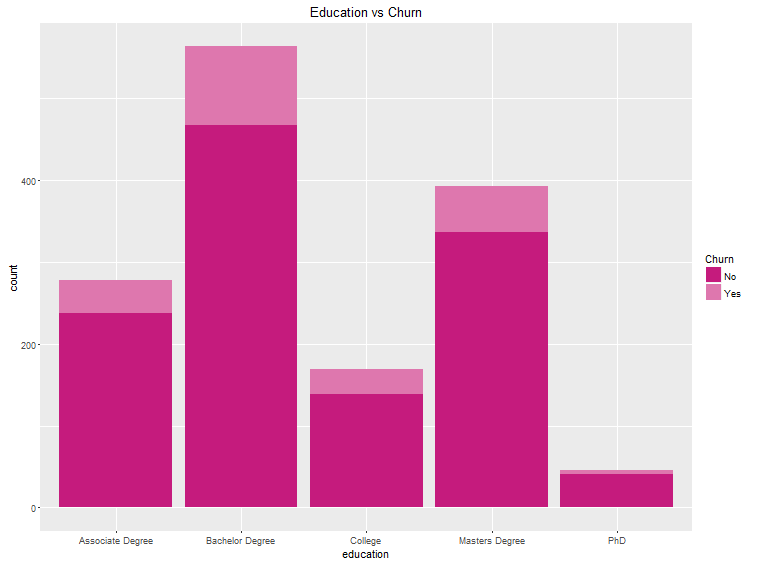 Education vs Churn
count
400
200
0
Associate Degree
Bachelor Degree
College
Masters Degree
PhD
education
Churn
No
Yes